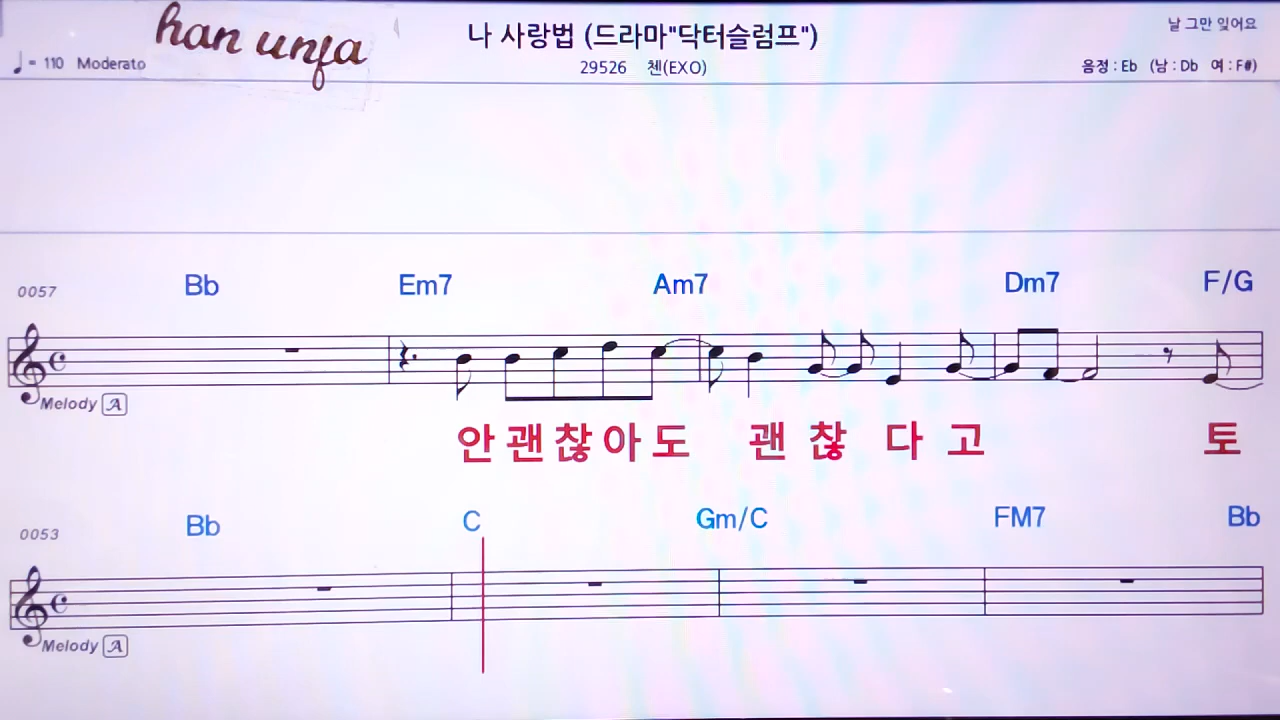 han unfa
나 사랑법 (드라마"닥터슬럼프")
날 그만 잊어요
♩= 110 Moderato
29526 첸(EXO)
음정 : Eb (남 : Db 여 : F#)
0057 Bb Em7 Am7 Dm7 F/G
Melody A
안 괜 찮 아 도 괜 찮 다 고 토
0053 Bb C Gm/C FM7 Bb
Melody A